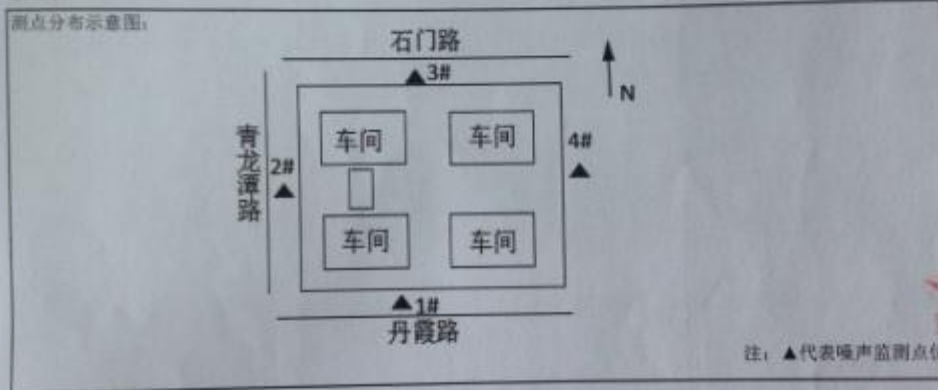 测点分布示意图：
石门路
▲3#
N
车间
车间
4#
▲
青龙潭路
2#
▲
车间
车间
▲1#
丹霞路
注：▲代表噪声监测点